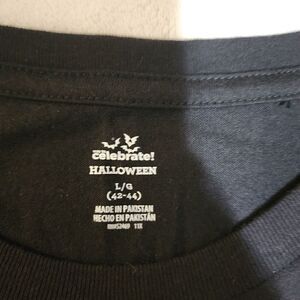 celebrate!
HALLOWEEN
L/G
(42-44)
MADE IN PAKISTAN
HECHO EN PAKISTÁN